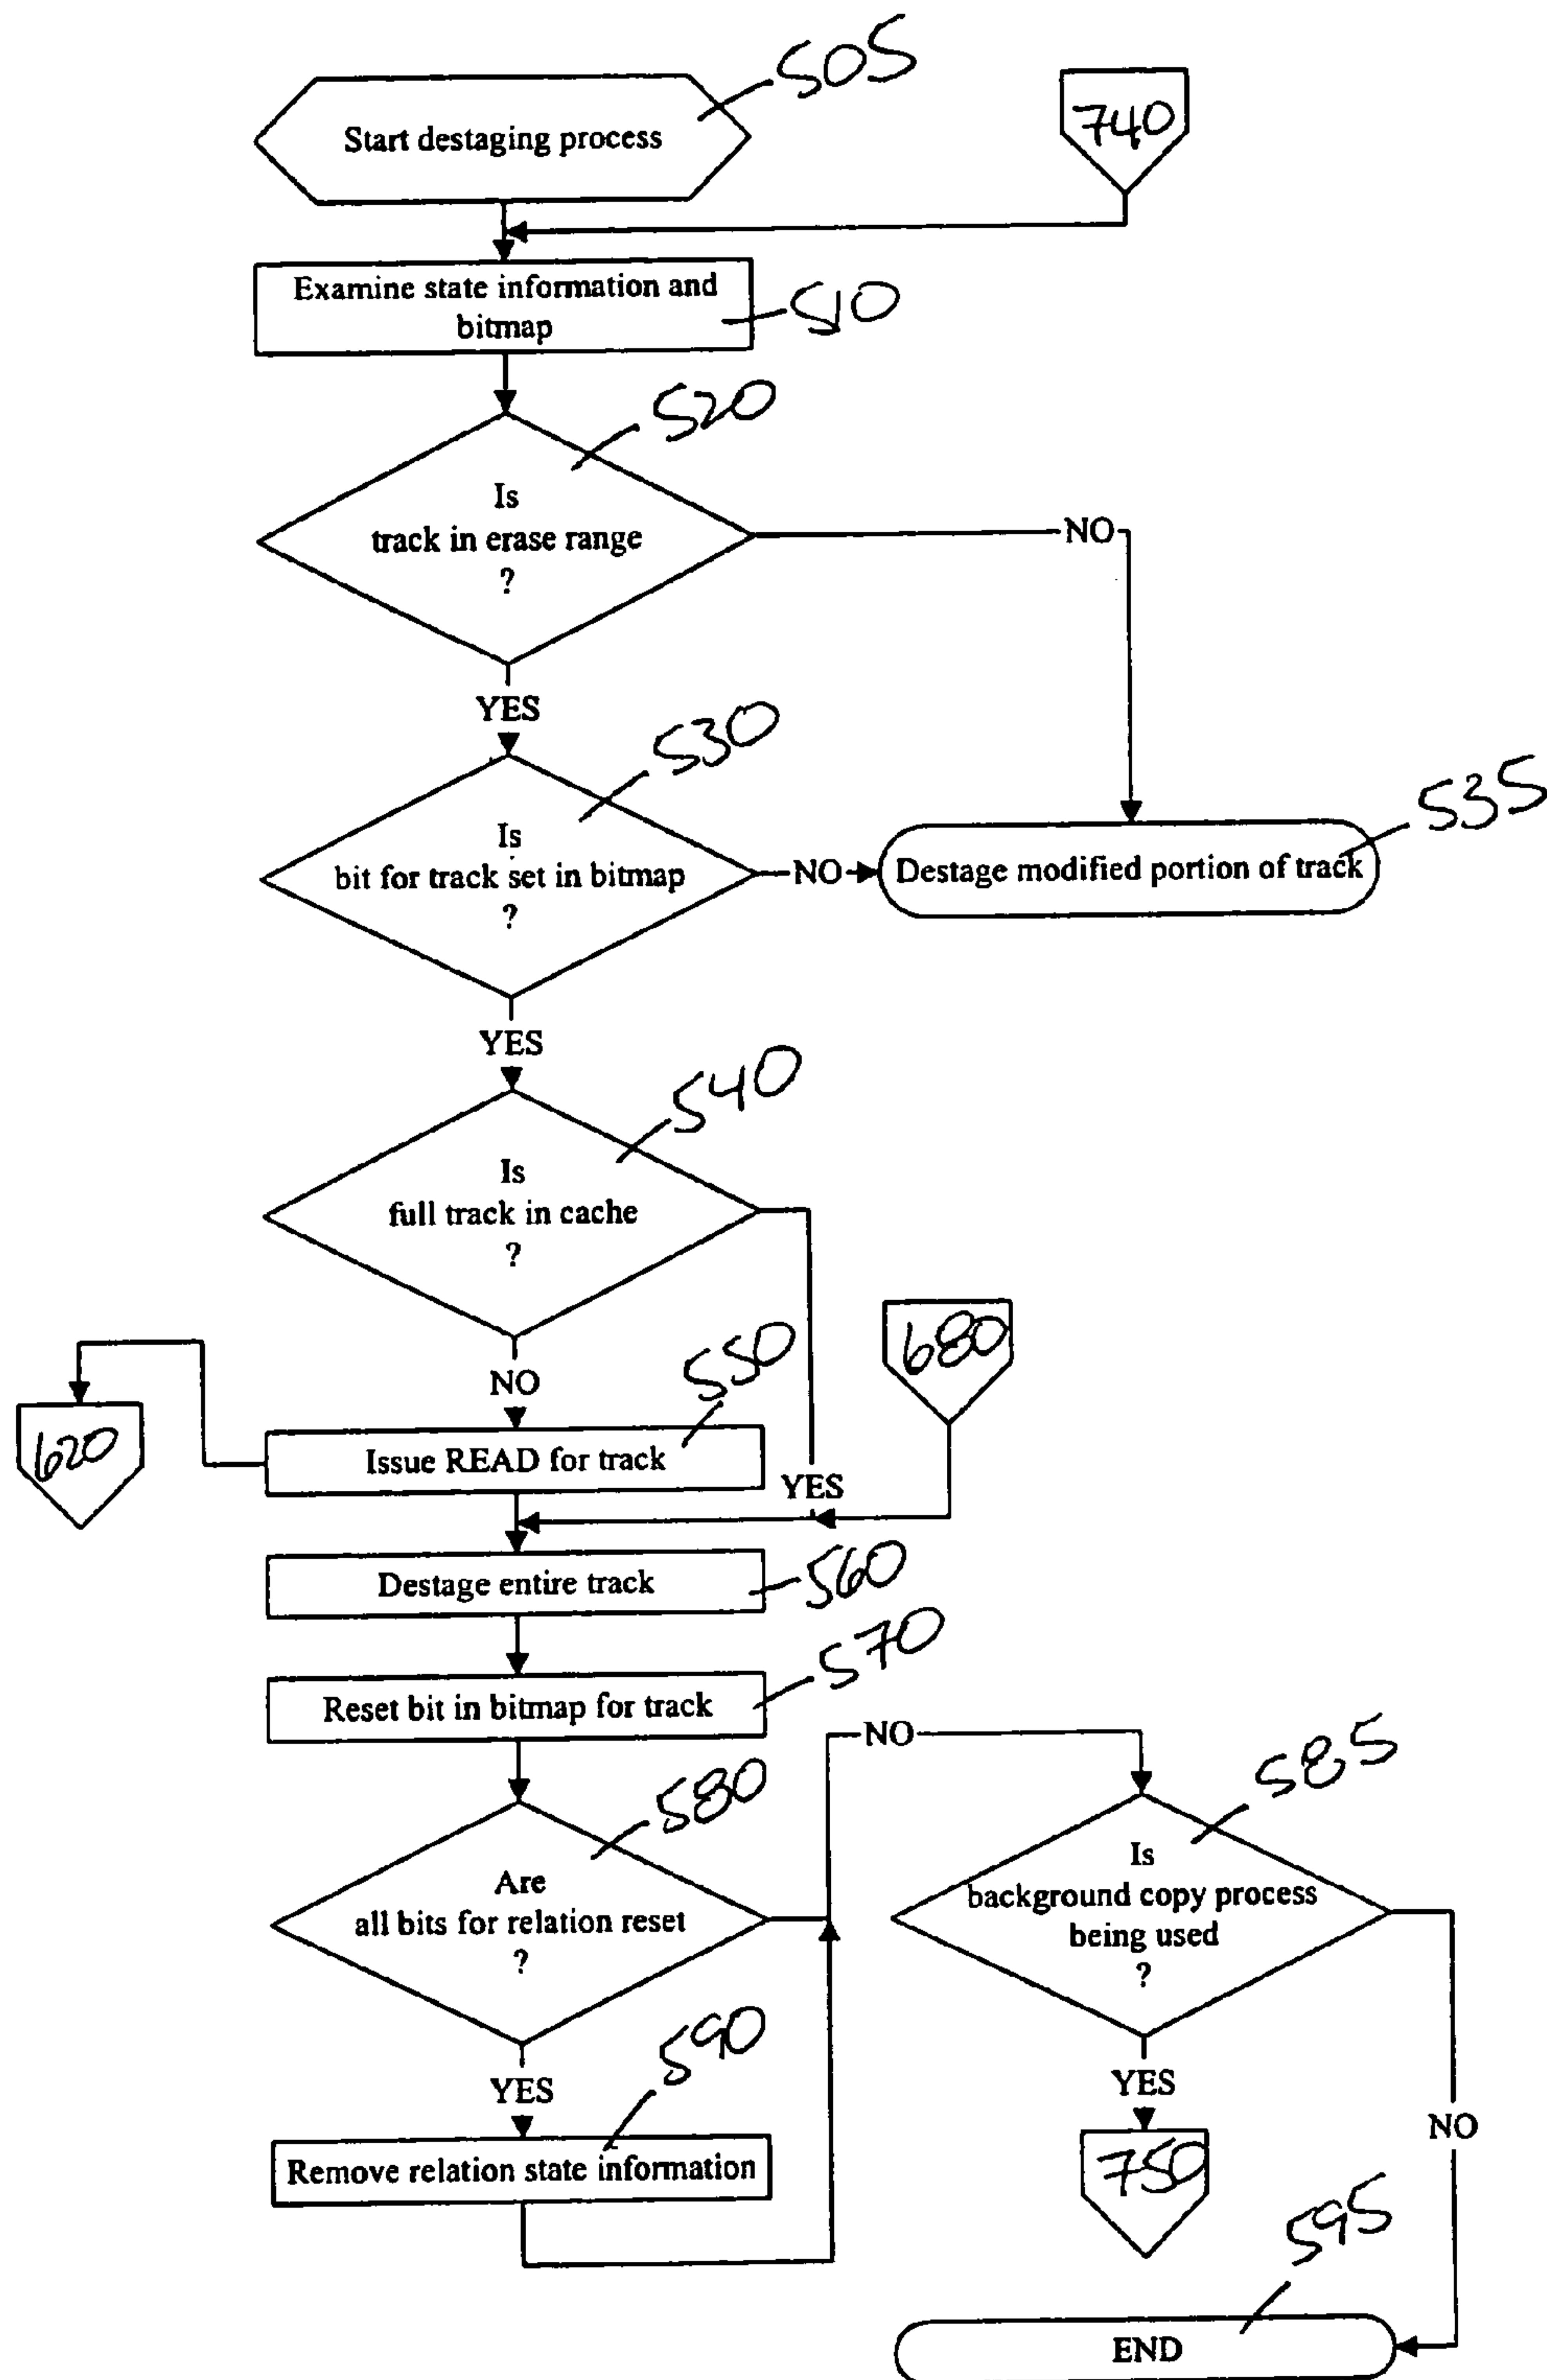 505
Start destaging process
740
Examine state information and
bitmap
510
520
Is
track in erase range
?
NO
YES
530
Is
bit for track set in bitmap
?
NO
535
Destage modified portion of track
YES
540
Is
full track in cache
?
NO
550
680
620
Issue READ for track
YES
Destage entire track
560
570
Reset bit in bitmap for track
NO
580
585
Are
all bits for relation reset
?
Is
background copy process
being used
?
590
YES
YES
NO
Remove relation state information
750
595
END